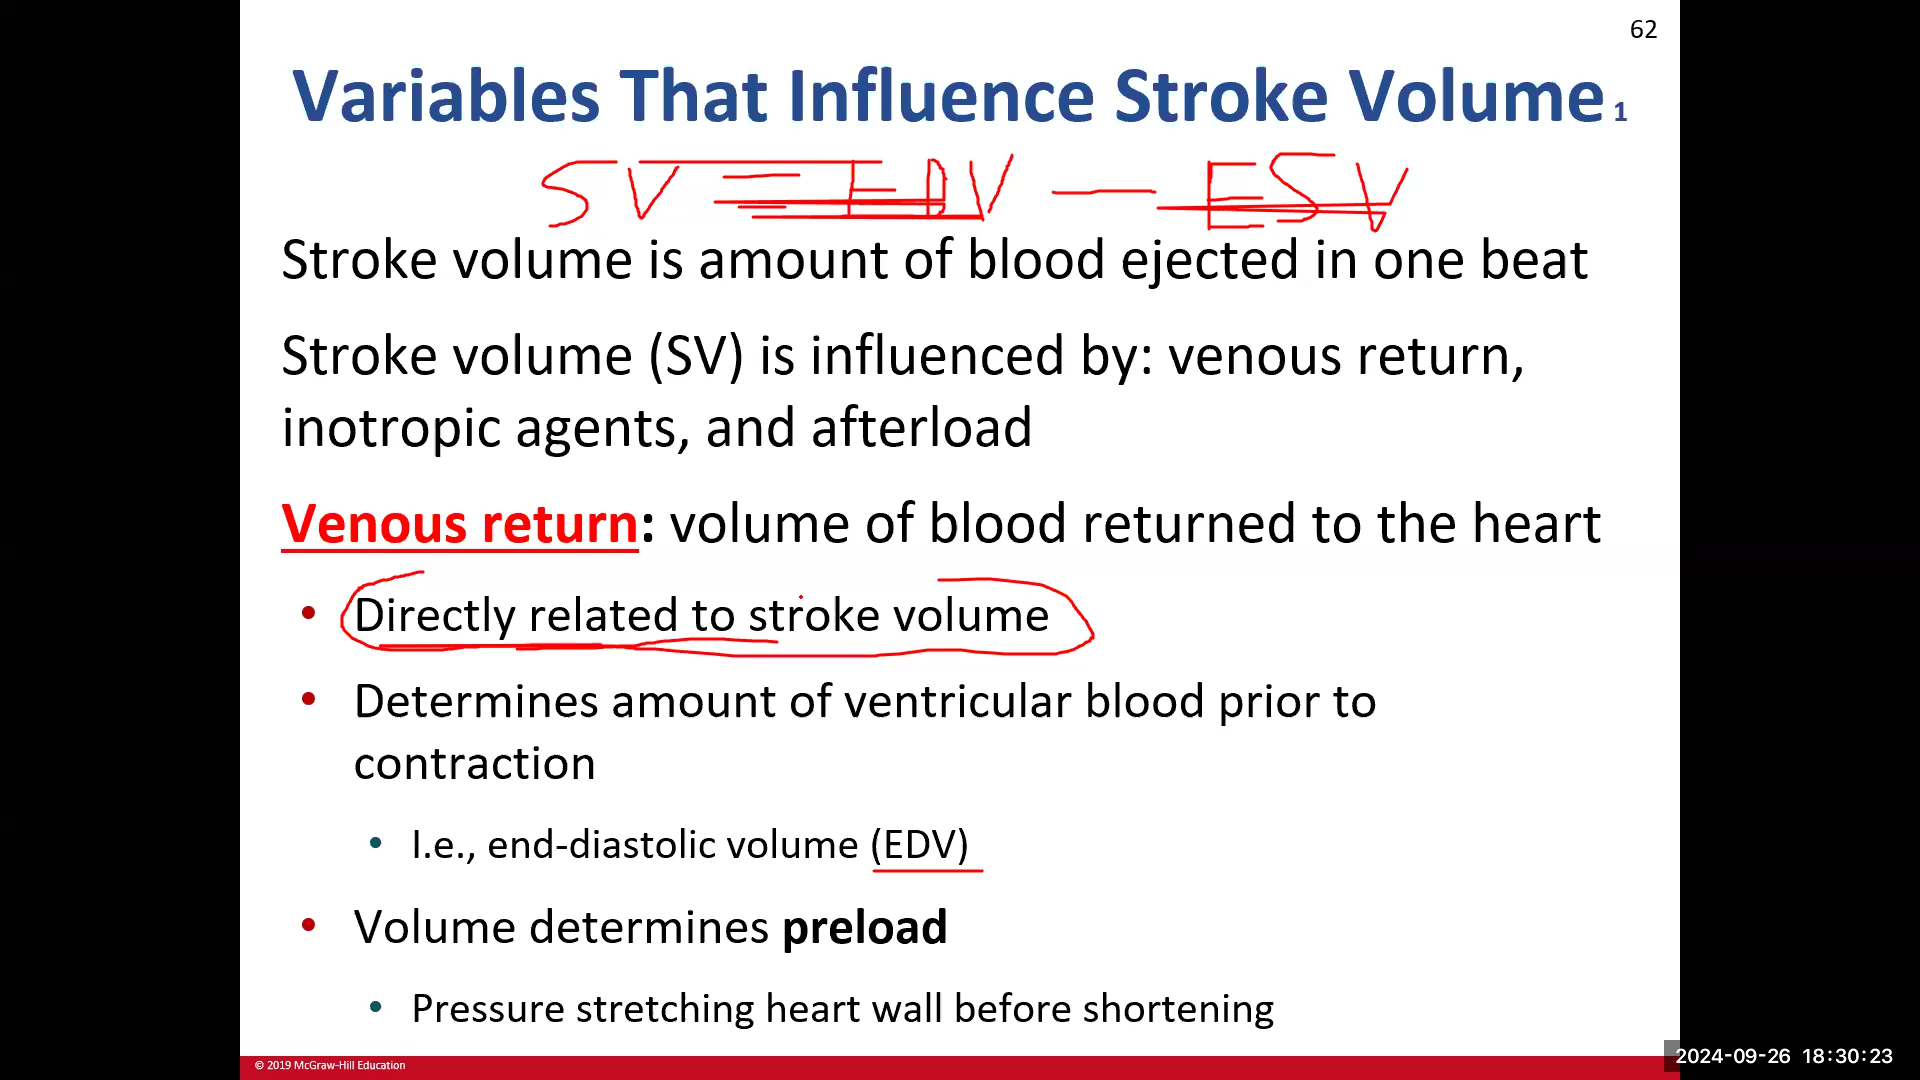 62
Variables That Influence Stroke Volume 1
SV = EDV — ESV
Stroke volume is amount of blood ejected in one beat
Stroke volume (SV) is influenced by: venous return,
inotropic agents, and afterload
Venous return: volume of blood returned to the heart
• Directly related to stroke volume
• Determines amount of ventricular blood prior to
contraction
• I.e., end-diastolic volume (EDV)
• Volume determines preload
• Pressure stretching heart wall before shortening
© 2019 McGraw-Hill Education
2024-09-26 18:30:23